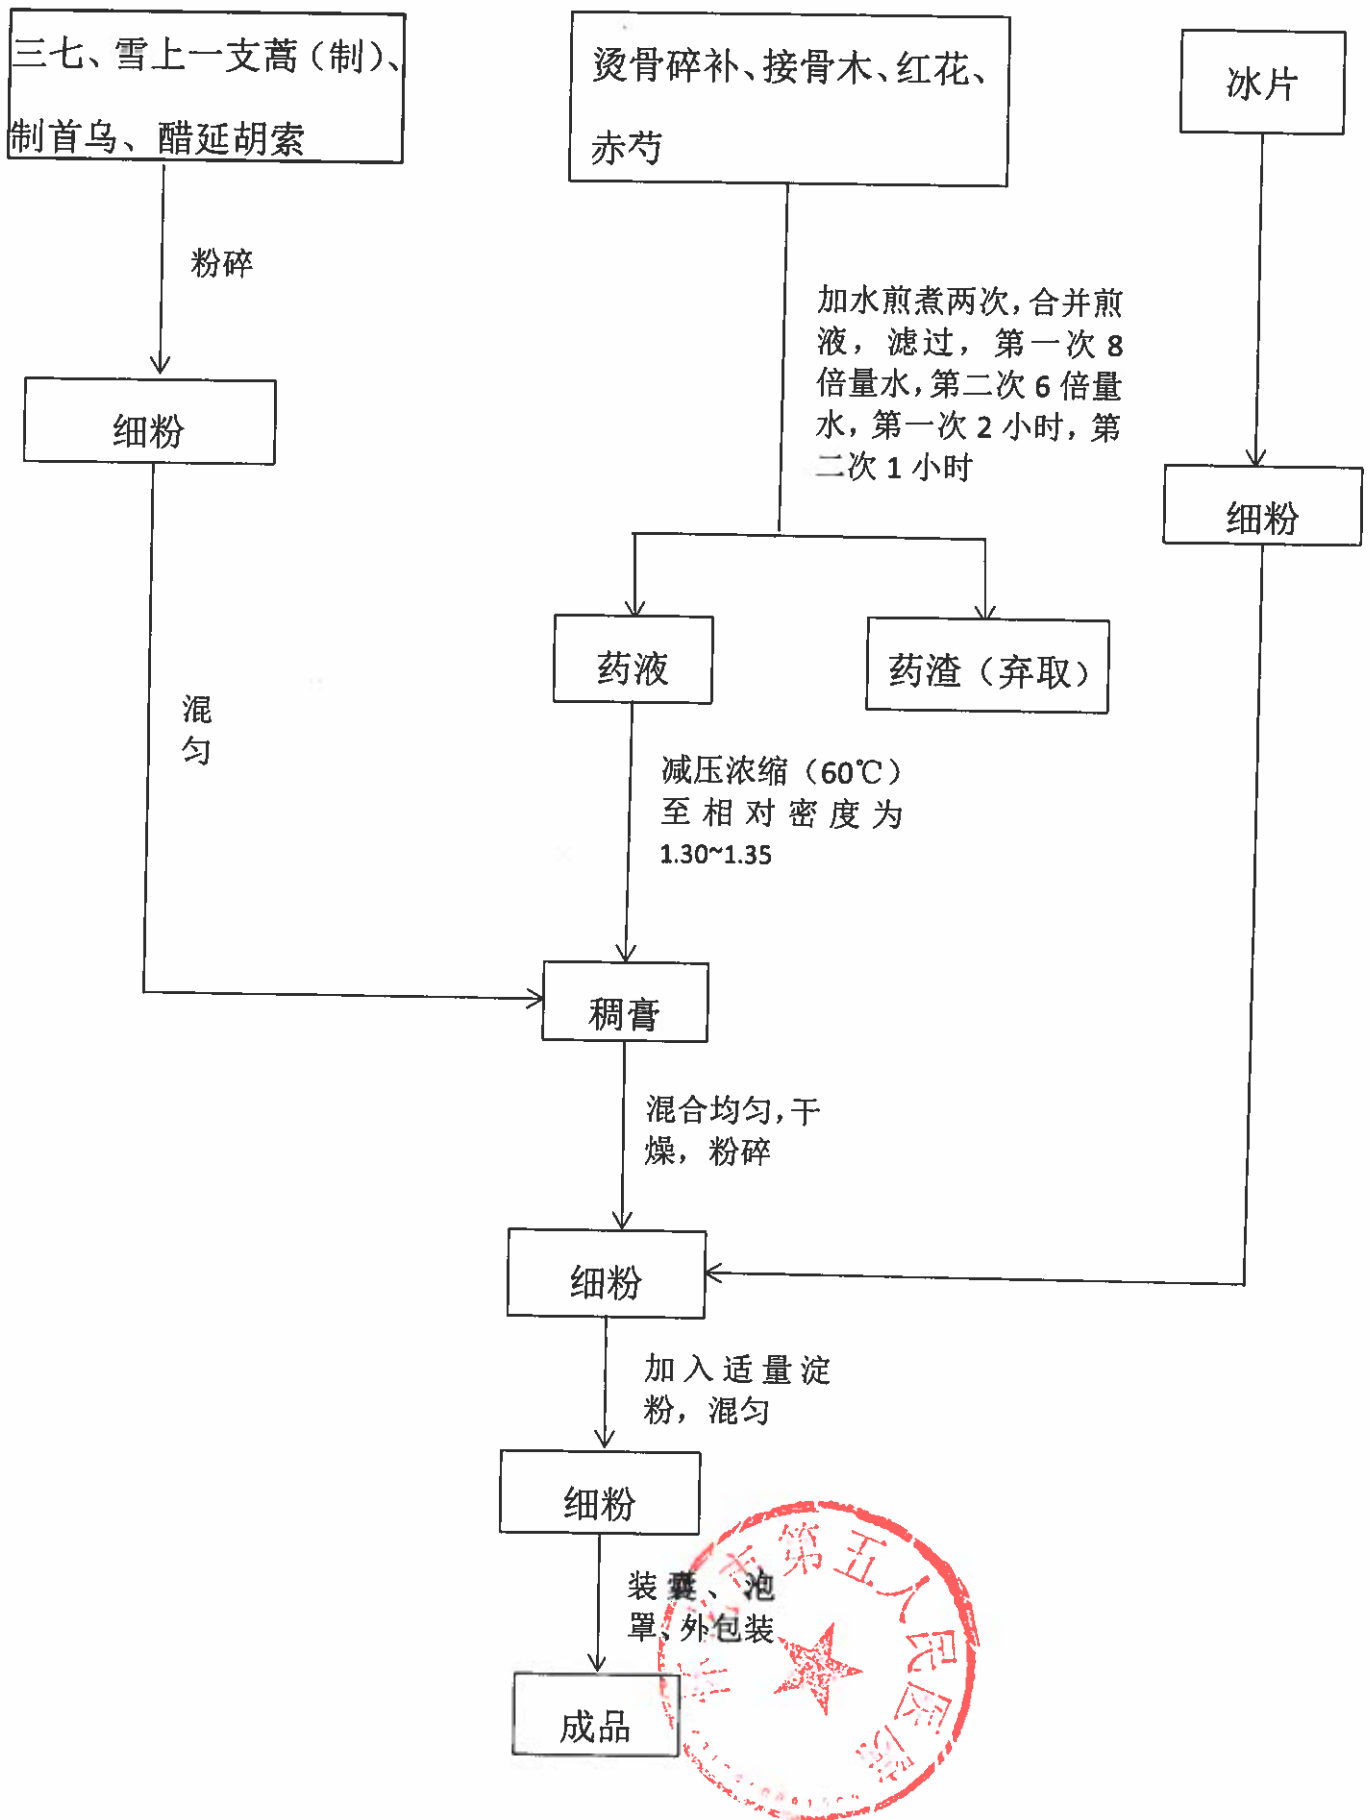 三七、雪上一支蒿(制)、
制首乌、醋延胡索
烫骨碎补、接骨木、红花、
赤芍
冰片
粉碎
加水煎煮两次,合并煎
液，滤过，第一次 8
倍量水,第二次 6 倍量
水，第一次 2 小时，第
二次 1 小时
细粉
细粉
药液
药渣（弃取）
混
匀
减压浓缩（60℃）
至相对密度为
1.30~1.35
稠膏
混合均匀,干
燥，粉碎
细粉
加入适量淀
粉，混匀
细粉
装囊、泡
罩、外包装
成品
市第五人民医院